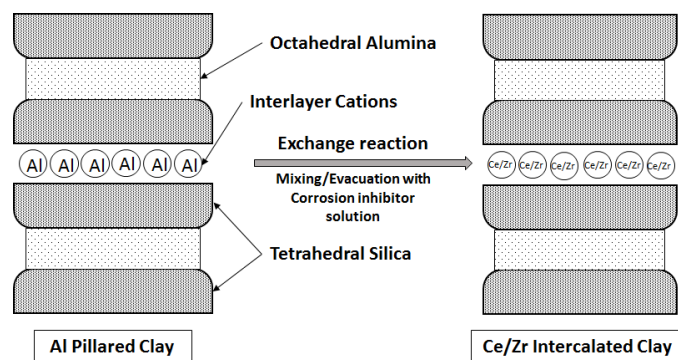 Octahedral Alumina
Interlayer Cations
Al Al Al Al Al Al
Exchange reaction
Mixing/Evacuation with
Corrosion inhibitor
solution
Ce/Zr Ce/Zr Ce/Zr Ce/Zr Ce/Zr Ce/Zr
Tetrahedral Silica
Al Pillared Clay
Ce/Zr Intercalated Clay